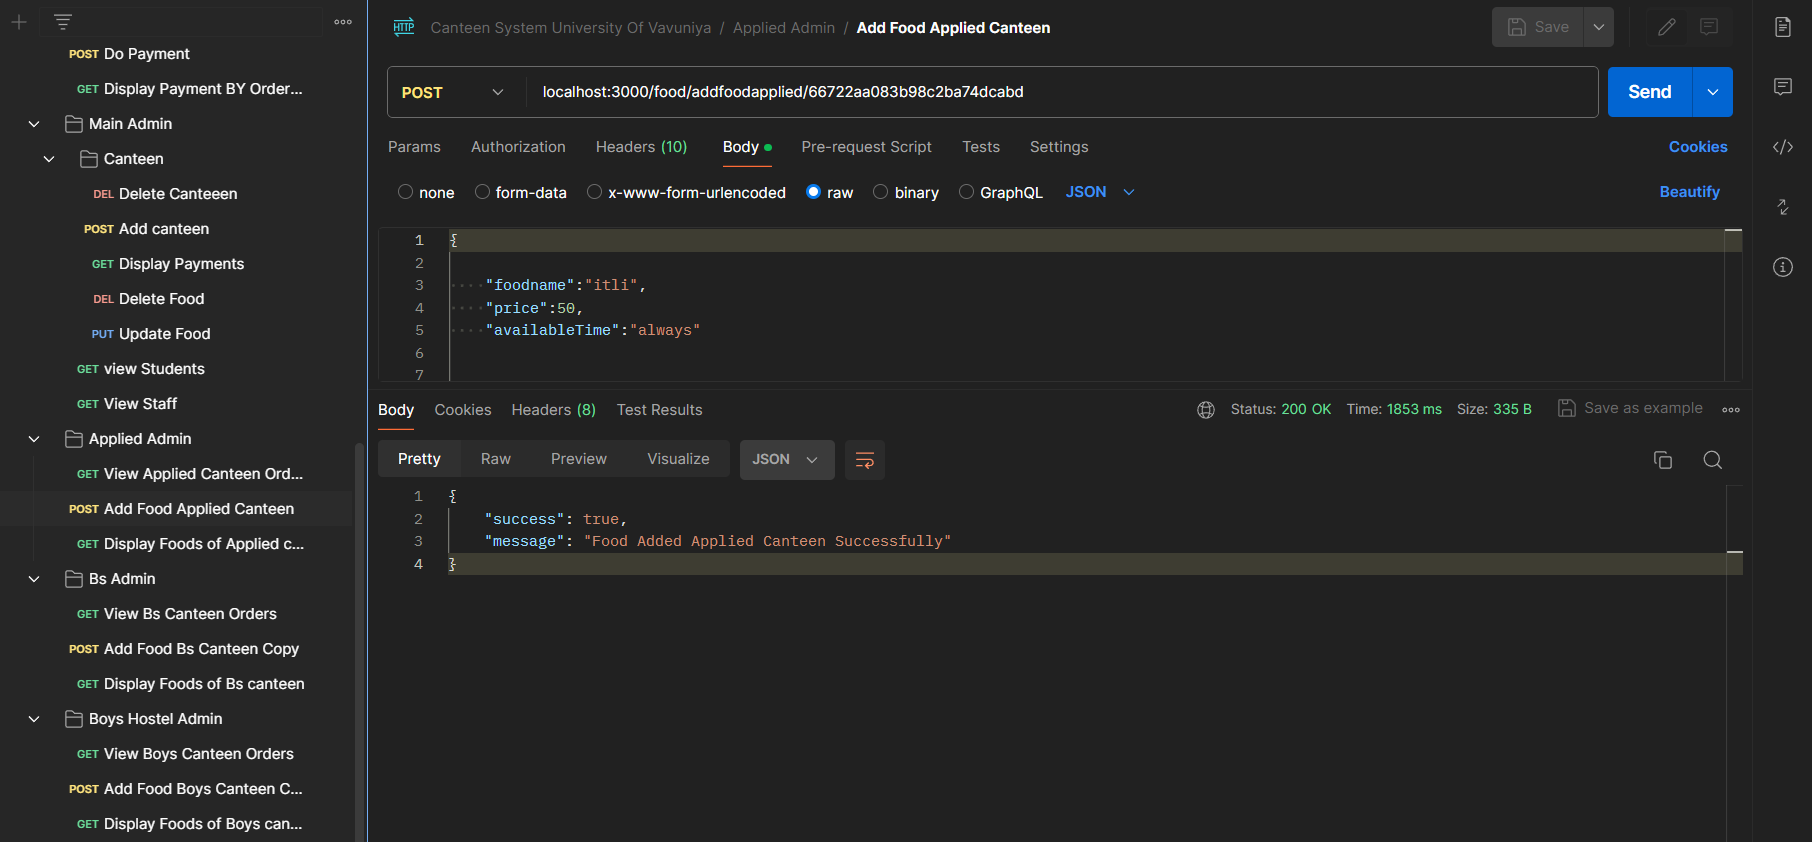 POST Do Payment
GET Display Payment BY Order...
Main Admin
Canteen
DEL Delete Canteeen
POST Add canteen
GET Display Payments
DEL Delete Food
PUT Update Food
GET view Students
GET View Staff
Applied Admin
GET View Applied Canteen Ord...
POST Add Food Applied Canteen
GET Display Foods of Applied c...
Bs Admin
GET View Bs Canteen Orders
POST Add Food Bs Canteen Copy
GET Display Foods of Bs canteen
Boys Hostel Admin
GET View Boys Canteen Orders
POST Add Food Boys Canteen C...
GET Display Foods of Boys can...
HTTP Canteen System University Of Vavuniya / Applied Admin / Add Food Applied Canteen Save
POST localhost:3000/food/addfoodapplied/66722aa083b98c2ba74dcabd Send
Params Authorization Headers (10) Body Pre-request Script Tests Settings Cookies
none form-data x-www-form-urlencoded raw binary GraphQL JSON Beautify
1 {
2
3 "foodname":"itli",
4 "price":50,
5 "availableTime":"always"
6
7
Body Cookies Headers (8) Test Results Status: 200 OK Time: 1853 ms Size: 335 B Save as example
Pretty Raw Preview Visualize JSON
1 {
2 "success": true,
3 "message": "Food Added Applied Canteen Successfully"
4 }